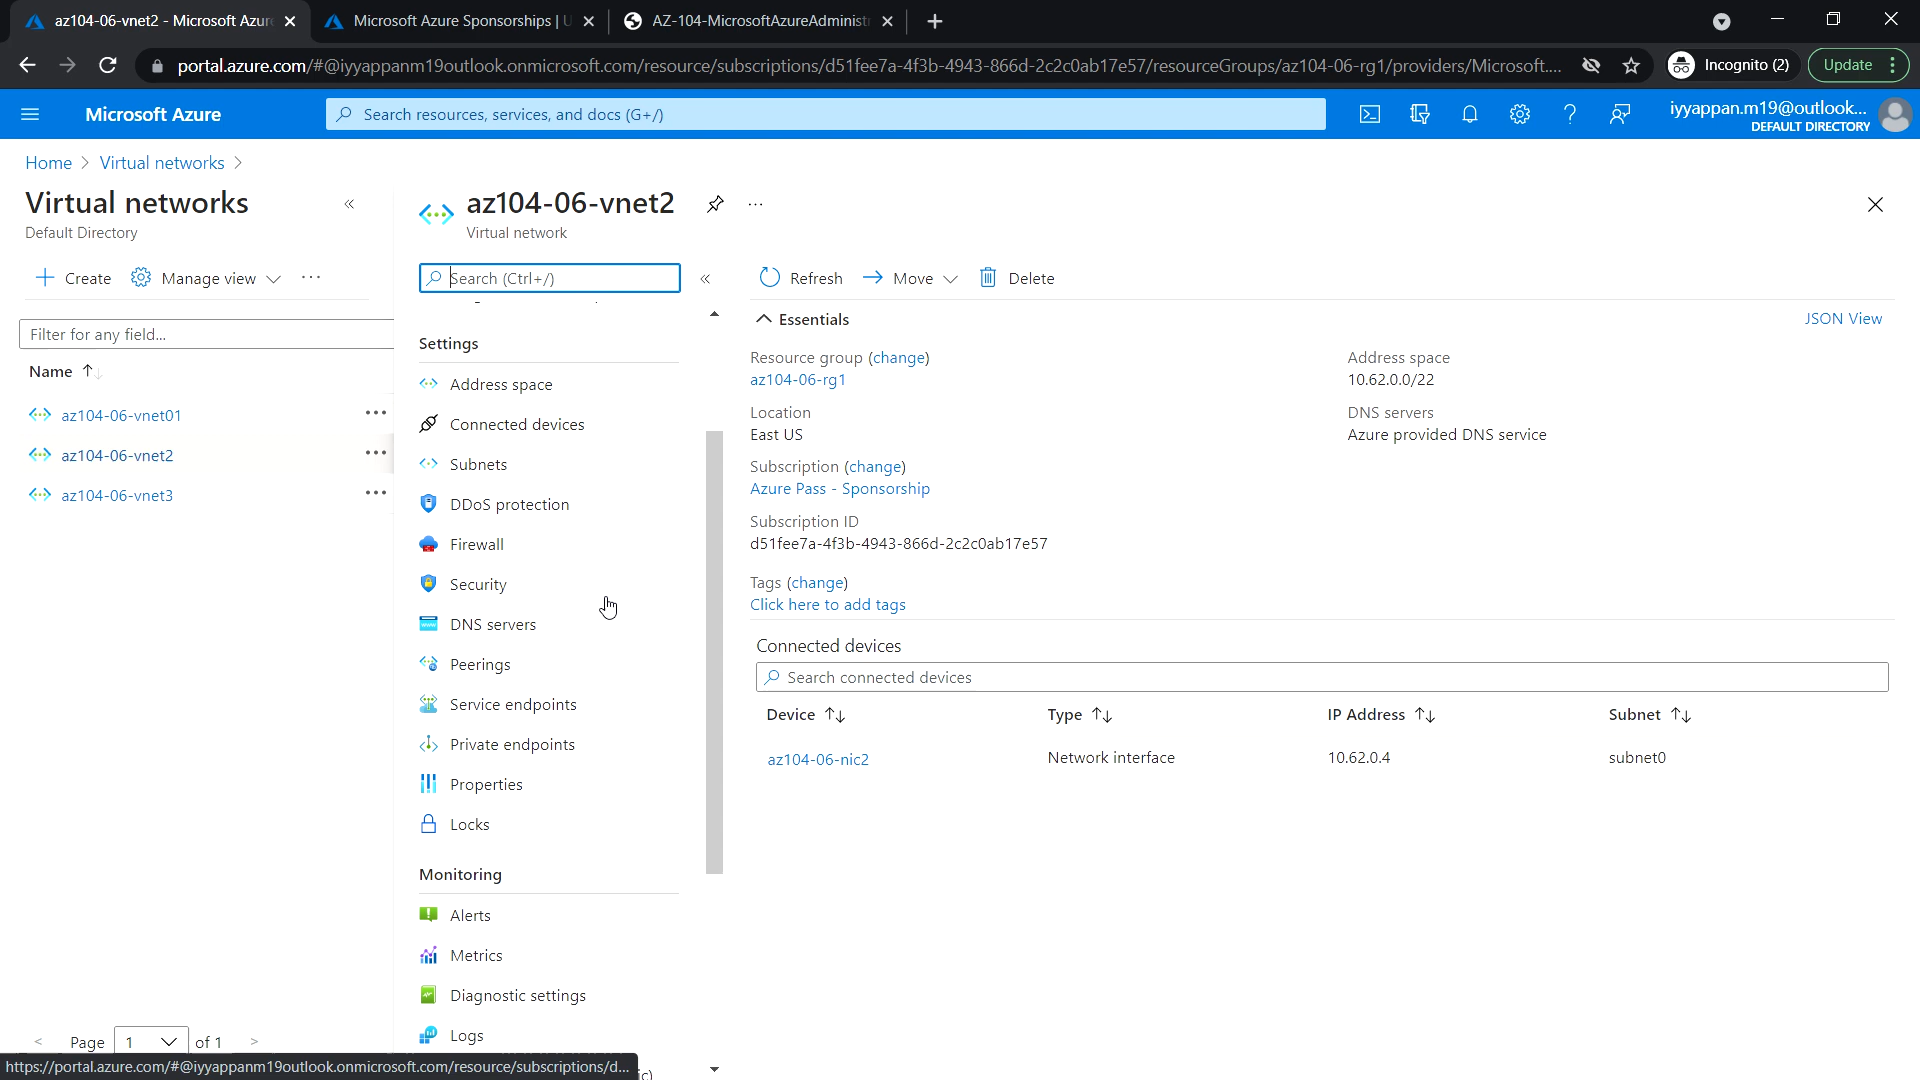 az104-06-vnet2 - Microsoft Azur
Microsoft Azure Sponsorships | U
AZ-104-MicrosoftAzureAdminist
portal.azure.com/#@iyyappanm19outlook.onmicrosoft.com/resource/subscriptions/d51fee7a-4f3b-4943-866d-2c2c0ab17e57/resourceGroups/az104-06-rg1/providers/Microsoft....
Incognito (2)
Update
Microsoft Azure
Search resources, services, and docs (G+/)
iyyappan.m19@outlook...
DEFAULT DIRECTORY
Home > Virtual networks >
Virtual networks
Default Directory
Create
Manage view
Filter for any field...
Name
az104-06-vnet01
az104-06-vnet2
az104-06-vnet3
< Page 1 of 1 >
az104-06-vnet2
Virtual network
Search (Ctrl+/)
Settings
Address space
Connected devices
Subnets
DDoS protection
Firewall
Security
DNS servers
Peerings
Service endpoints
Private endpoints
Properties
Locks
Monitoring
Alerts
Metrics
Diagnostic settings
Logs
Refresh
Move
Delete
Essentials
JSON View
Resource group (change)
az104-06-rg1
Location
East US
Subscription (change)
Azure Pass - Sponsorship
Subscription ID
d51fee7a-4f3b-4943-866d-2c2c0ab17e57
Tags (change)
Click here to add tags
Address space
10.62.0.0/22
DNS servers
Azure provided DNS service
Connected devices
Search connected devices
Device Type IP Address Subnet
az104-06-nic2 Network interface 10.62.0.4 subnet0
https://portal.azure.com/#@iyyappanm19outlook.onmicrosoft.com/resource/subscriptions/d...